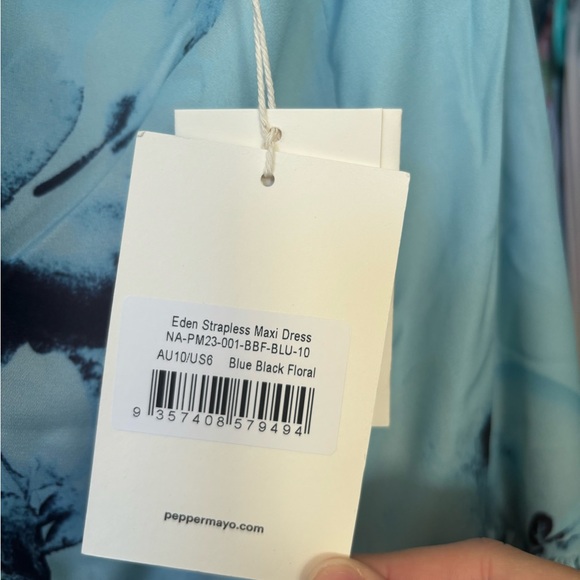 Eden Strapless Maxi Dress
NA-PM23-001-BBF-BLU-10
AU10/US6 Blue Black Floral
9 357408 579494
peppermayo.com